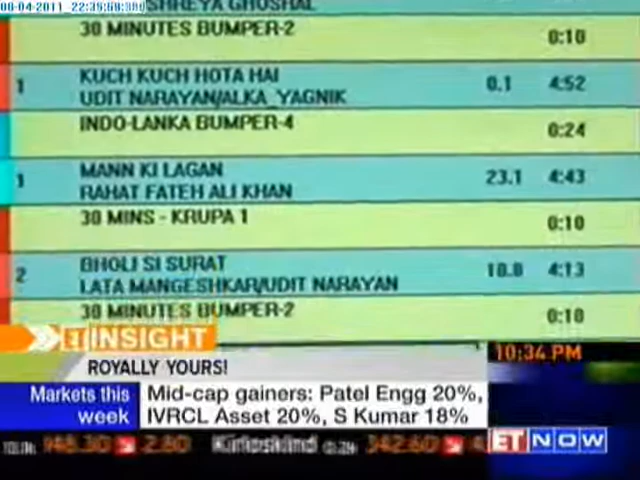 08-04-2011_22:35:58:380
SHREYA GHOSHAL
30 MINUTES BUMPER-2 0:10
1 KUCH KUCH HOTA HAI 0.1 4:52
UDIT NARAYAN/ALKA_YAGNIK
INDO-LANKA BUMPER-4 0:24
1 MANN KI LAGAN 23.1 4:43
RAHAT FATEH ALI KHAN
30 MINS - KRUPA 1 0:10
2 BHOLI SI SURAT 18.8 4:13
LATA MANGESHKAR/UDIT NARAYAN
30 MINUTES BUMPER-2 0:10
ET INSIGHT
ROYALLY YOURS!
10:34 PM
Markets this week
Mid-cap gainers: Patel Engg 20%,
IVRCL Asset 20%, S Kumar 18%
948.30 2.80 Kirloskind 342.60
ET NOW